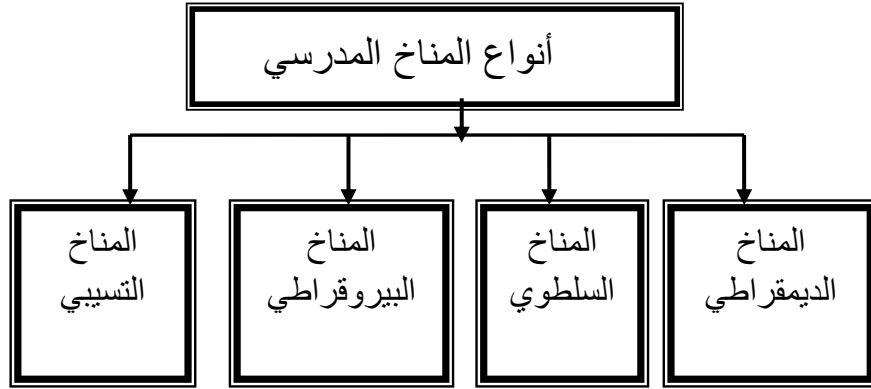 أنواع المناخ المدرسي
المناخ
الديمقراطي
المناخ
السلطوي
المناخ
البيروقراطي
المناخ
التسيبي